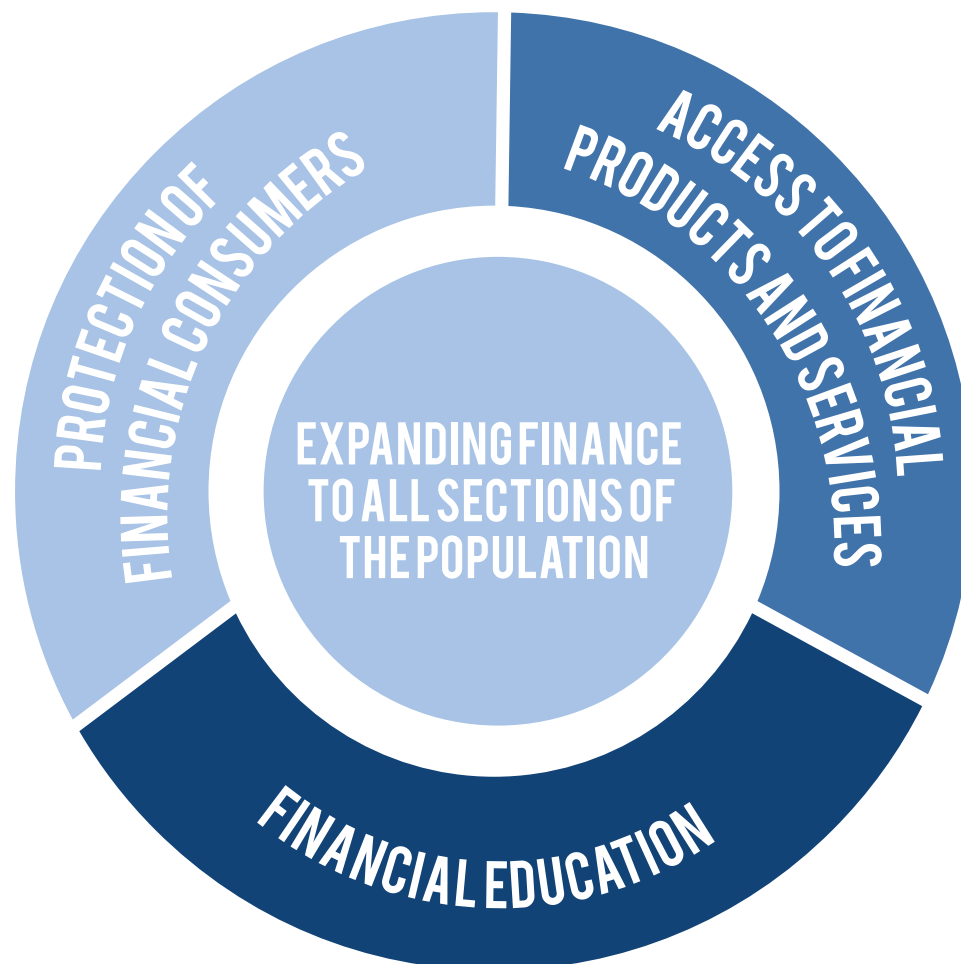 PROTECTION OF
FINANCIAL CONSUMERS
ACCESS TO FINANCIAL
PRODUCTS AND SERVICES
EXPANDING FINANCE
TO ALL SECTIONS OF
THE POPULATION
FINANCIAL EDUCATION